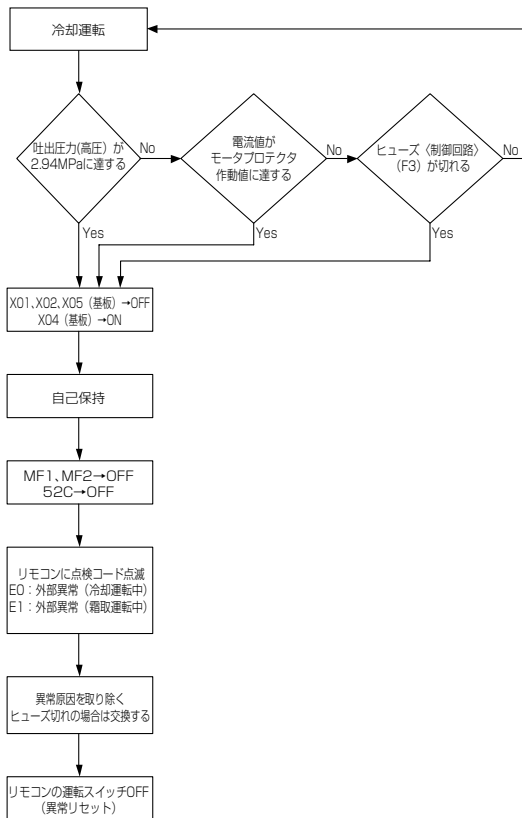 冷却運転
吐出圧力(高圧)が
2.94MPaに達する
No
電流値が
モータプロテクタ
作動値に達する
No
ヒューズ〈制御回路〉
(F3)が切れる
No
Yes
Yes
Yes
X01、X02、X05(基板)→OFF
X04(基板)→ON
自己保持
MF1、MF2→OFF
52C→OFF
リモコンに点検コード点滅
E0:外部異常(冷却運転中)
E1:外部異常(霜取運転中)
異常原因を取り除く
ヒューズ切れの場合は交換する
リモコンの運転スイッチOFF
(異常リセット)